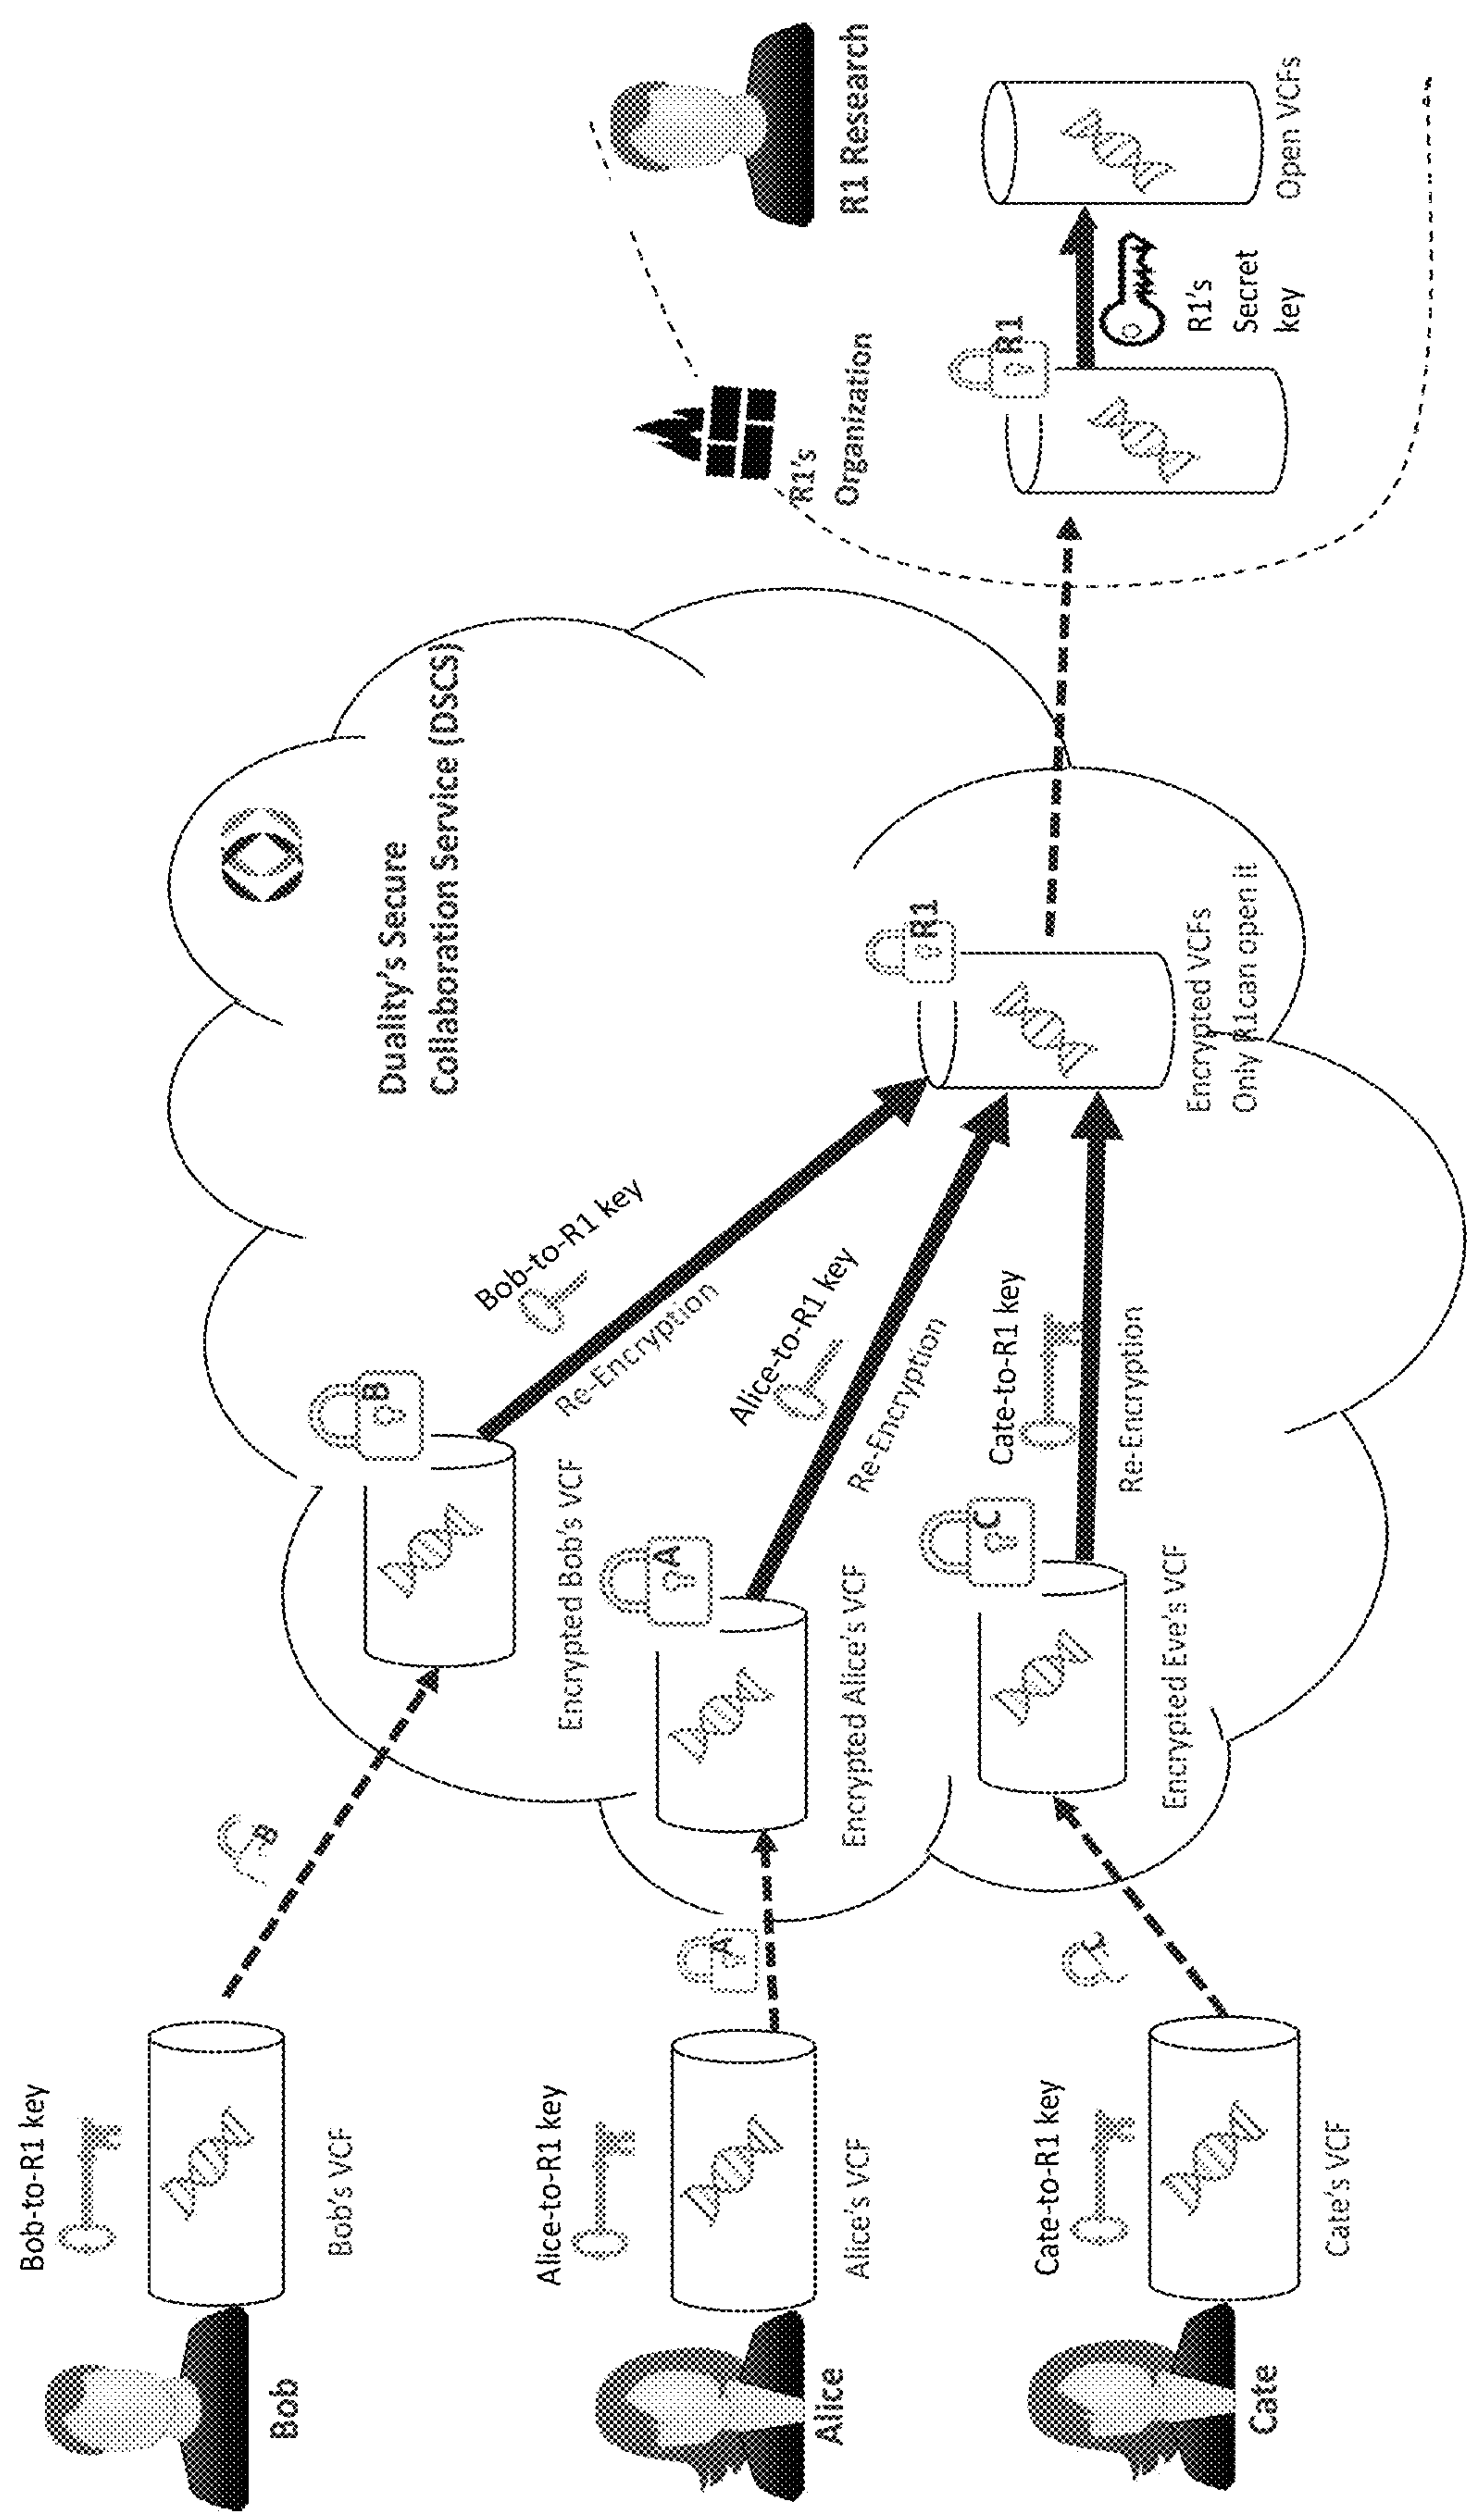 Bob-to-R1 key
Bob's VCF
Bob
B
Encrypted Bob's VCF
B
Bob-to-R1 key
Re-Encryption
Duality's Secure
Collaboration Service (DSCS)
Alice-to-R1 key
Alice's VCF
Alice
A
Encrypted Alice's VCF
A
Alice-to-R1 key
Re-Encryption
Cate-to-R1 key
Cate's VCF
Cate
C
Encrypted Eve's VCF
C
Cate-to-R1 key
Re-Encryption
R1
Encrypted VCFs
Only R1can open it
R1's
Organization
R1 Research
R1
R1's
Secret
key
Open VCFs